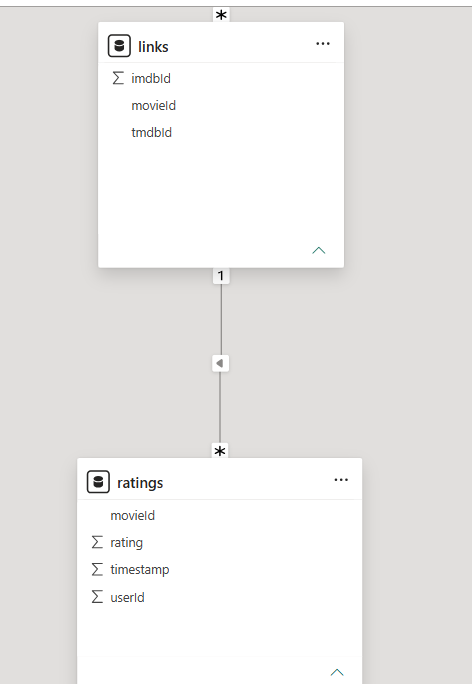 *
links
...
Σ imdbId
movieId
tmdbId
1
*
ratings
...
movieId
Σ rating
Σ timestamp
Σ userId